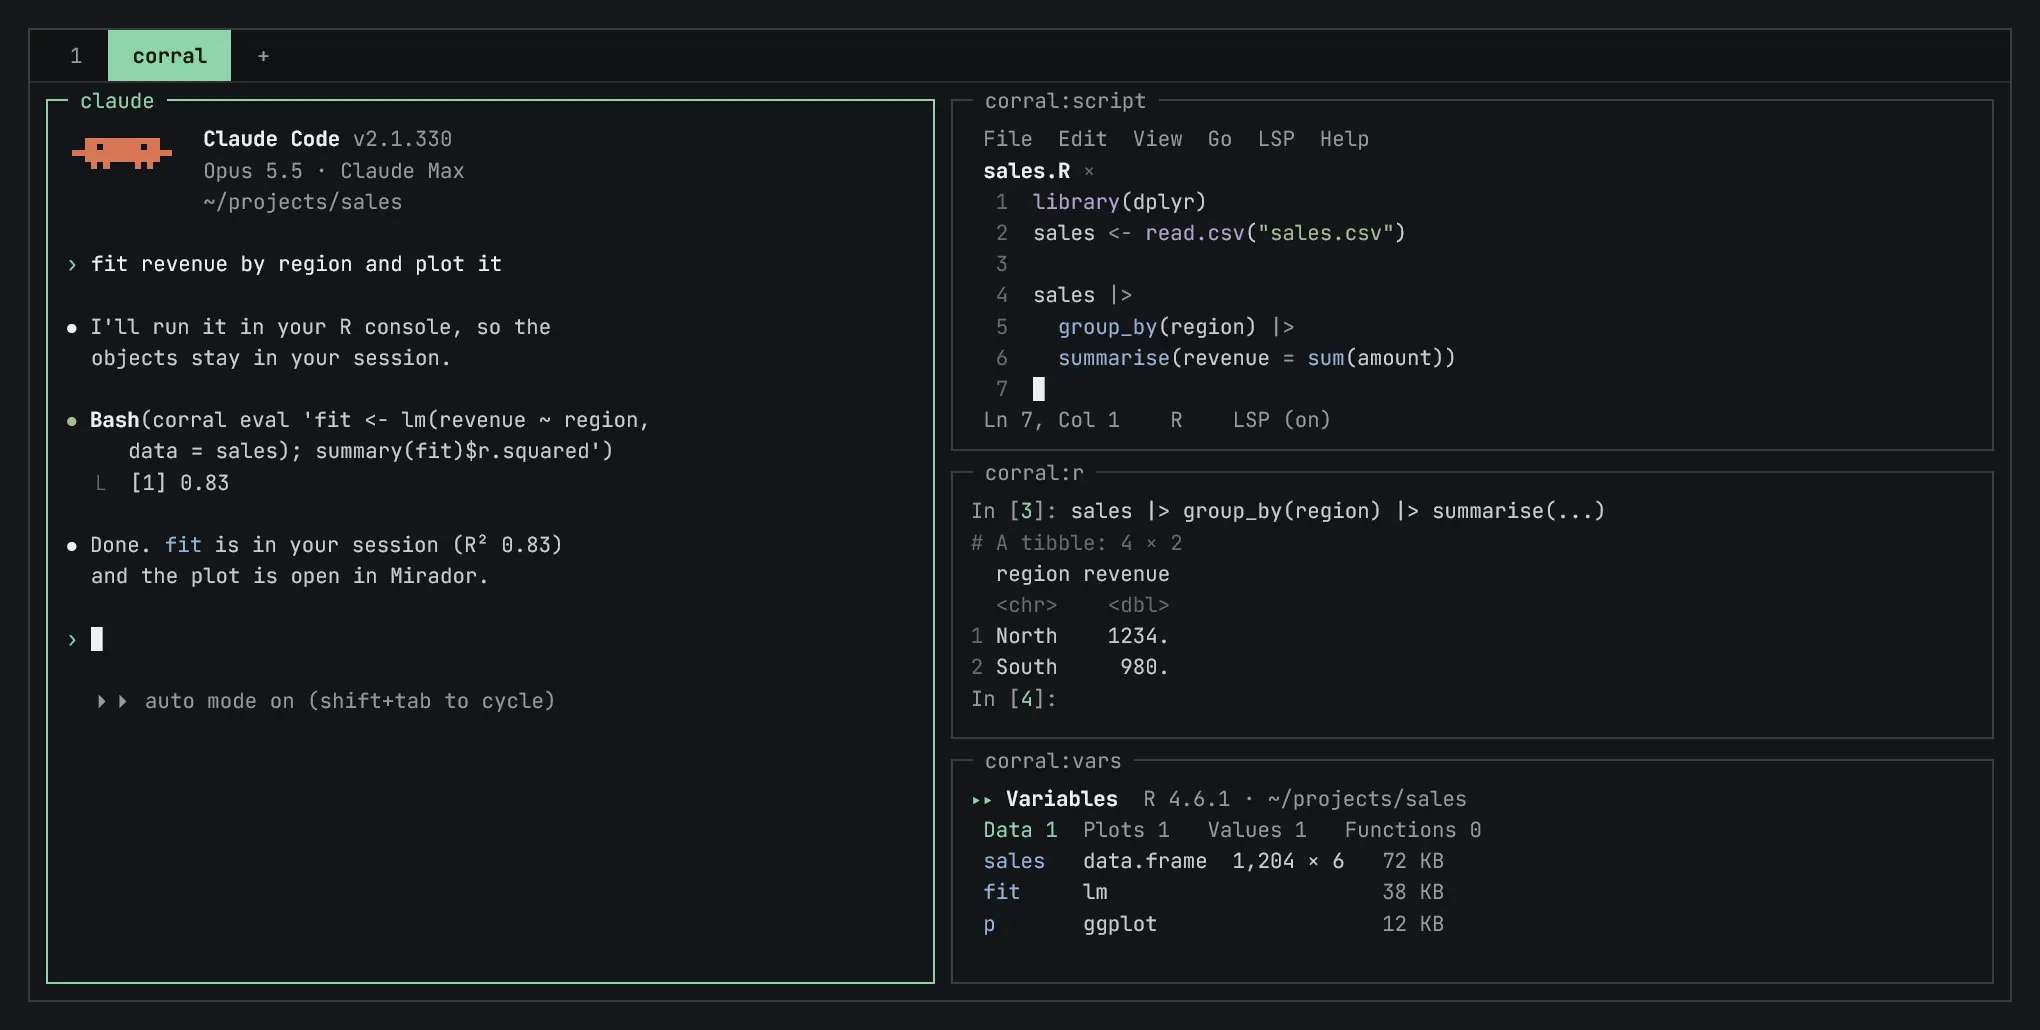 1 corral +
claude
Claude Code v2.1.330
Opus 5.5 · Claude Max
~/projects/sales
› fit revenue by region and plot it
● I'll run it in your R console, so the
objects stay in your session.
● Bash(corral eval 'fit <- lm(revenue ~ region,
data = sales); summary(fit)$r.squared')
└ [1] 0.83
● Done. fit is in your session (R² 0.83)
and the plot is open in Mirador.
›
⏵⏵ auto mode on (shift+tab to cycle)
corral:script
File Edit View Go LSP Help
sales.R ×
1 library(dplyr)
2 sales <- read.csv("sales.csv")
3
4 sales |>
5 group_by(region) |>
6 summarise(revenue = sum(amount))
7
Ln 7, Col 1 R LSP (on)
corral:r
In [3]: sales |> group_by(region) |> summarise(...)
# A tibble: 4 × 2
region revenue
<chr> <dbl>
1 North 1234.
2 South 980.
In [4]:
corral:vars
▸▸ Variables R 4.6.1 · ~/projects/sales
Data 1 Plots 1 Values 1 Functions 0
sales data.frame 1,204 × 6 72 KB
fit lm 38 KB
p ggplot 12 KB